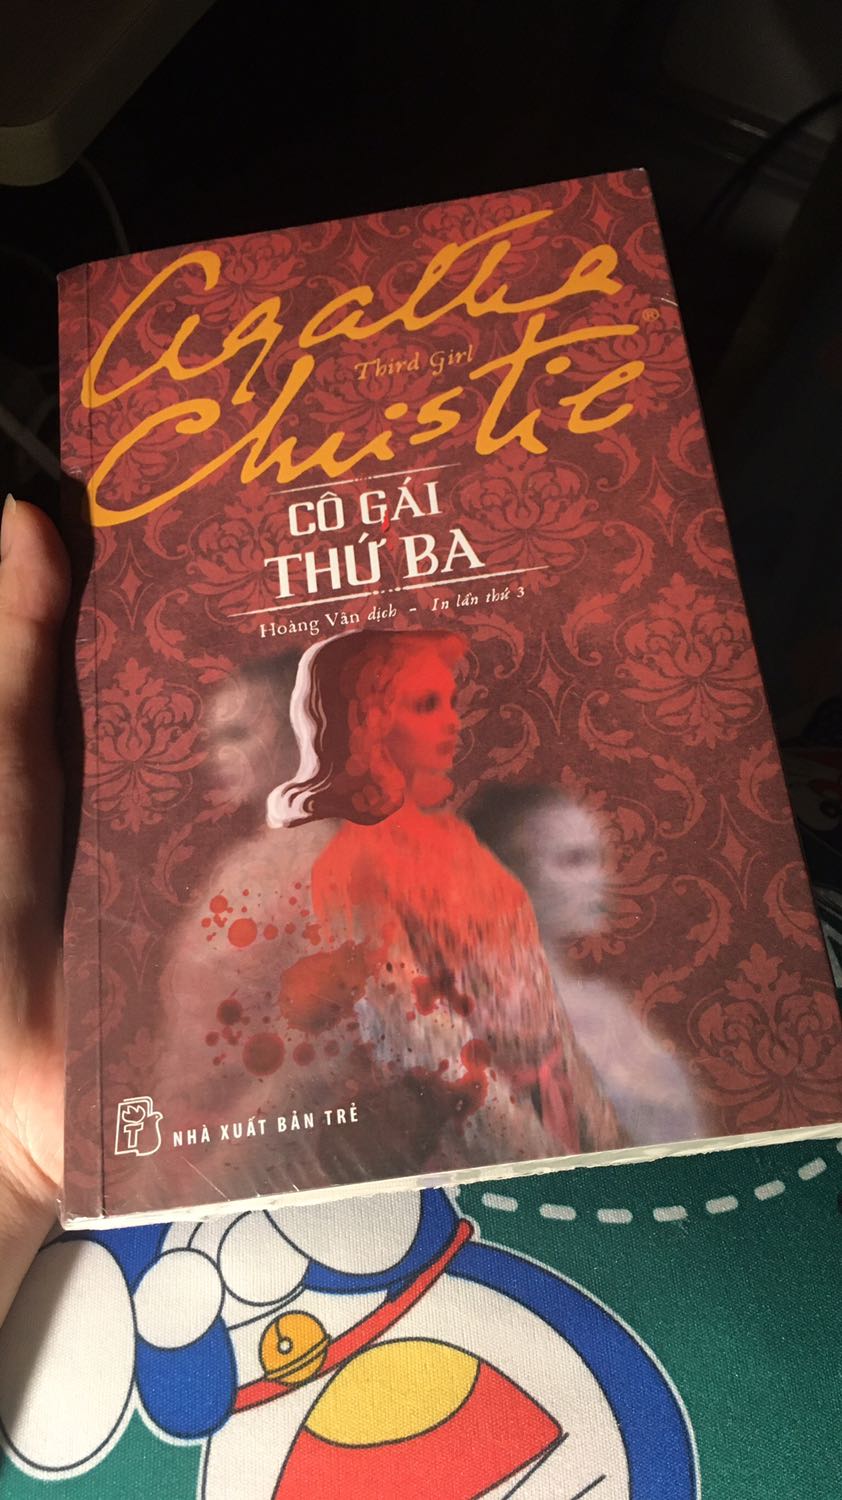 Agatha
Third Girl
Christie®
CÔ GÁI
THỨ BA
Hoàng Vân dịch - In lần thứ 3
T
NHÀ XUẤT BẢN TRẺ